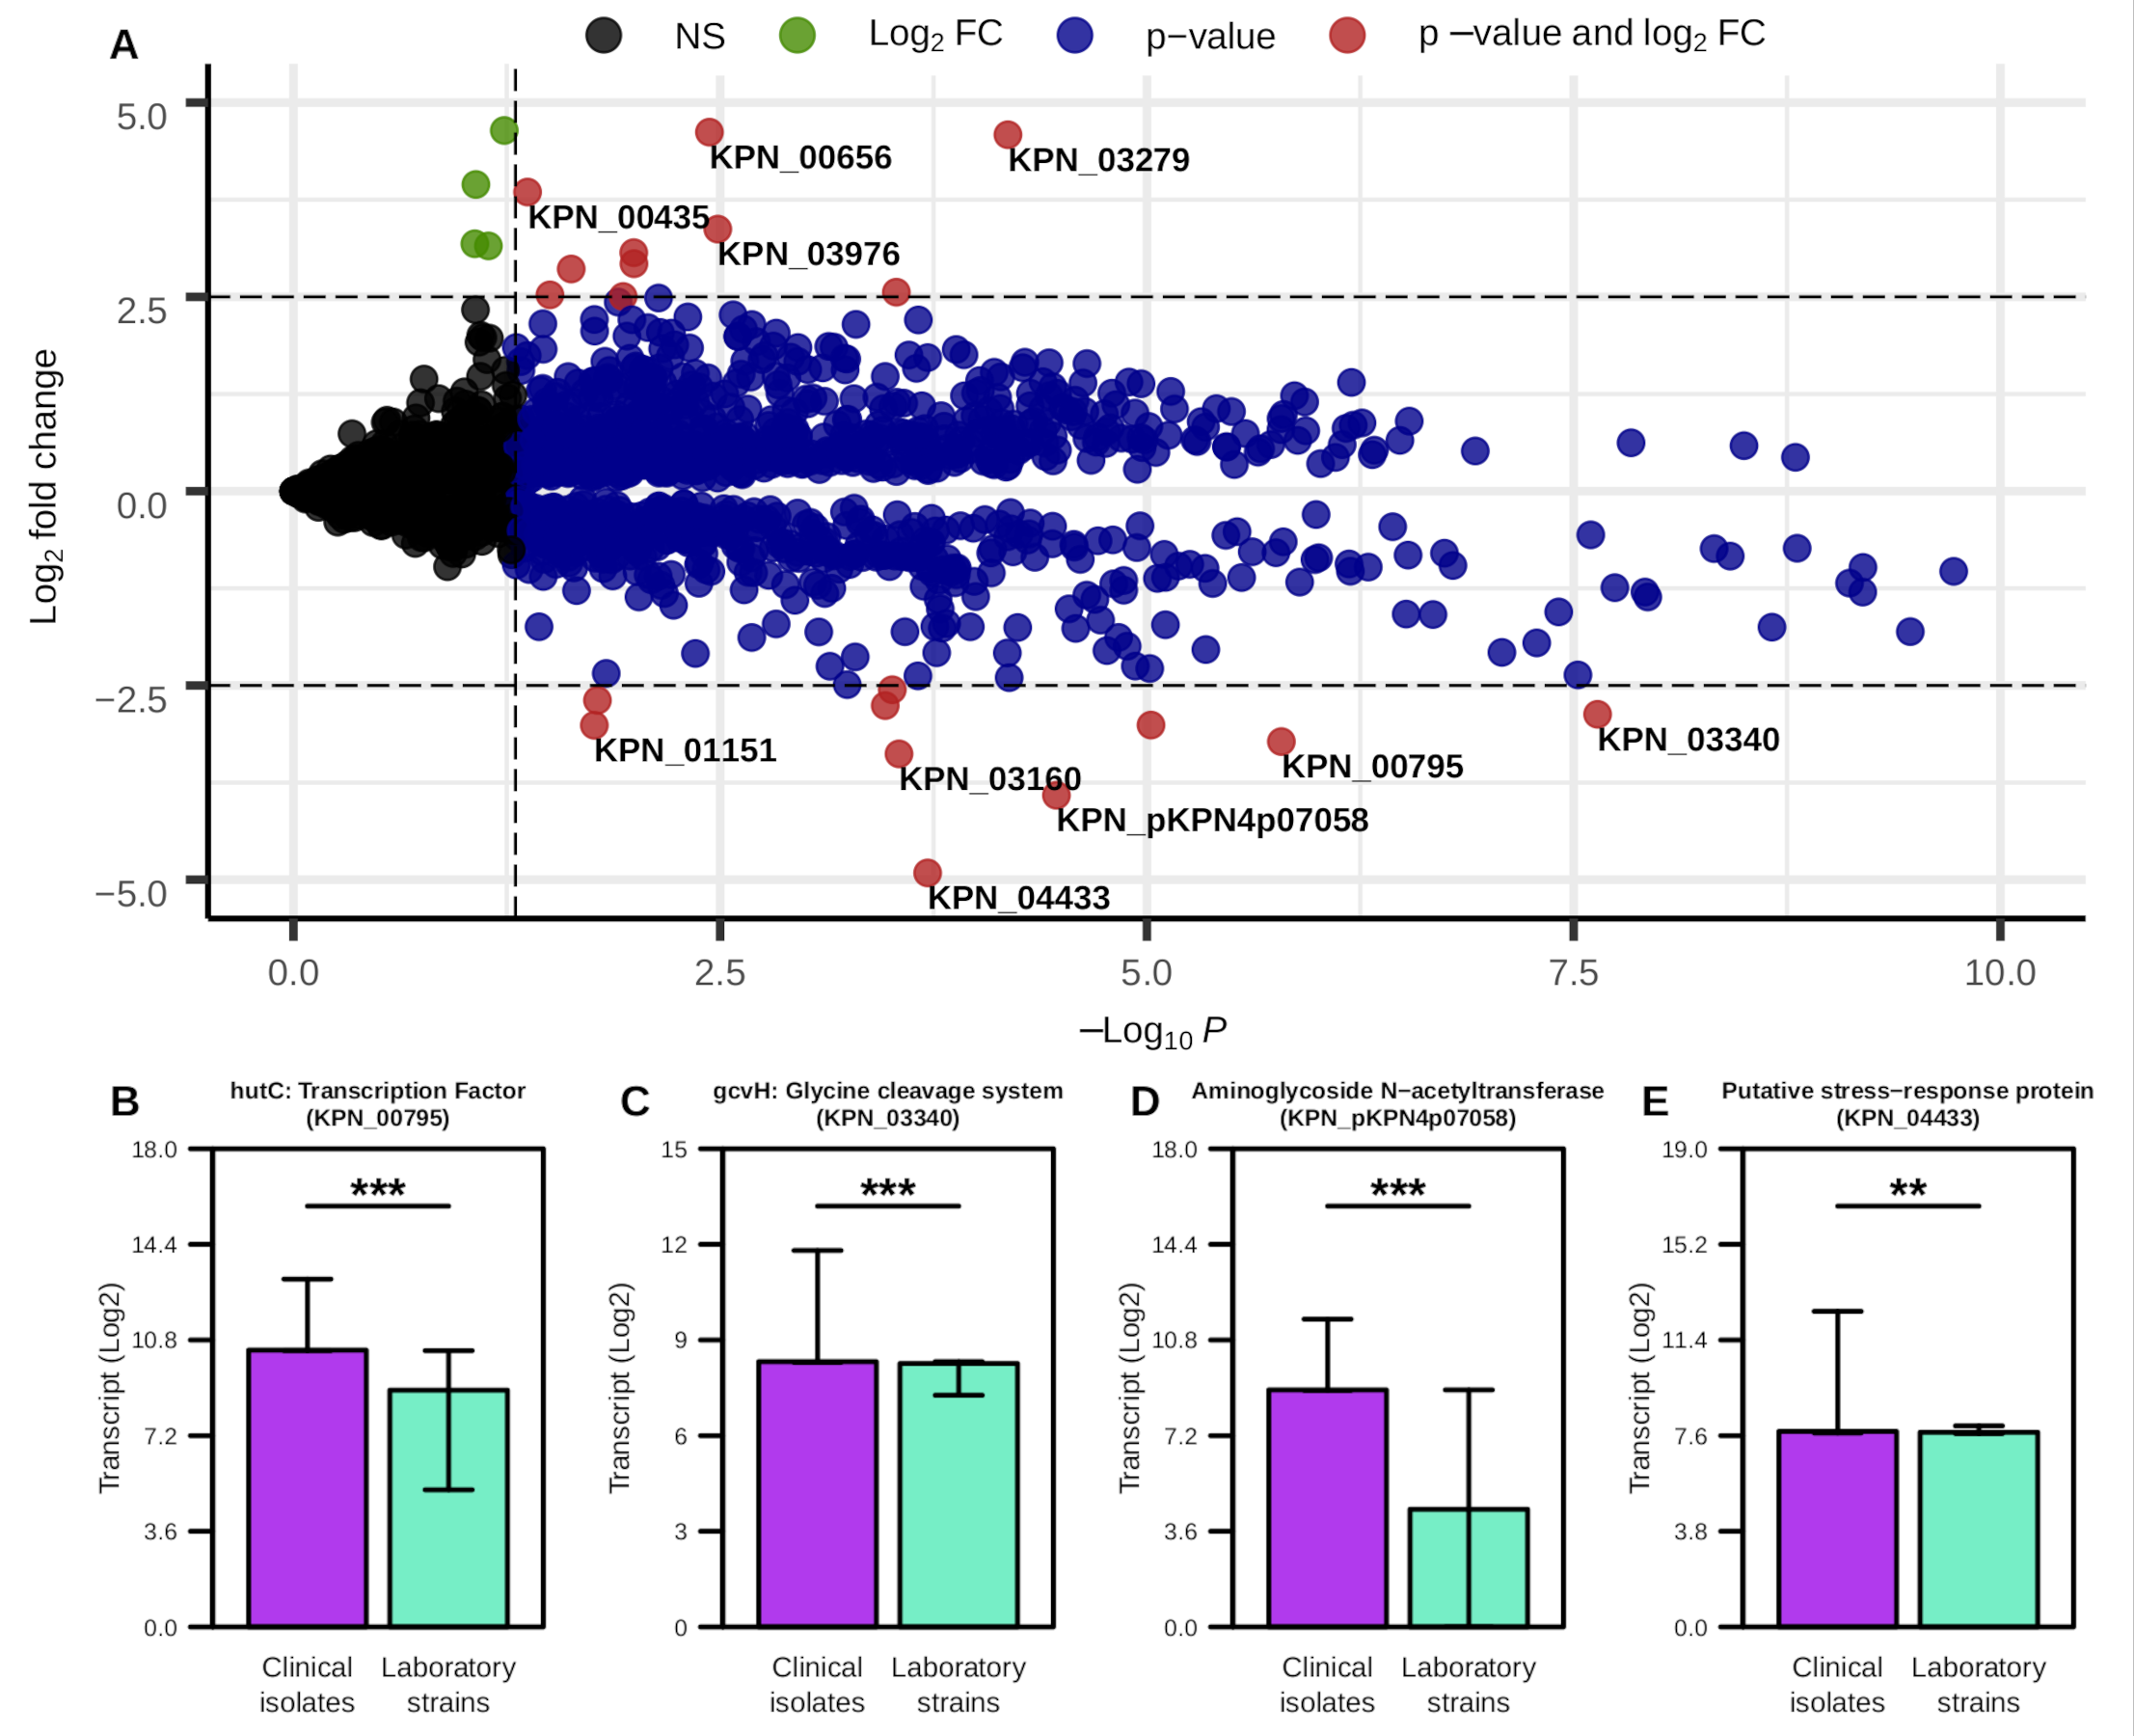 A
NS
Log2 FC
p−value
p −value and log2 FC
Log2 fold change
5.0
2.5
0.0
−2.5
−5.0
KPN_00656
KPN_03279
KPN_00435
KPN_03976
KPN_01151
KPN_03340
KPN_00795
KPN_03160
KPN_pKPN4p07058
KPN_04433
0.0
2.5
5.0
7.5
10.0
−Log10 P
B
hutC: Transcription Factor
(KPN_00795)
Transcript (Log2)
18.0
14.4
10.8
7.2
3.6
0.0
***
Clinical
isolates
Laboratory
strains
C
gcvH: Glycine cleavage system
(KPN_03340)
Transcript (Log2)
15
12
9
6
3
0
***
Clinical
isolates
Laboratory
strains
D
Aminoglycoside N−acetyltransferase
(KPN_pKPN4p07058)
Transcript (Log2)
18.0
14.4
10.8
7.2
3.6
0.0
***
Clinical
isolates
Laboratory
strains
E
Putative stress−response protein
(KPN_04433)
Transcript (Log2)
19.0
15.2
11.4
7.6
3.8
0.0
**
Clinical
isolates
Laboratory
strains